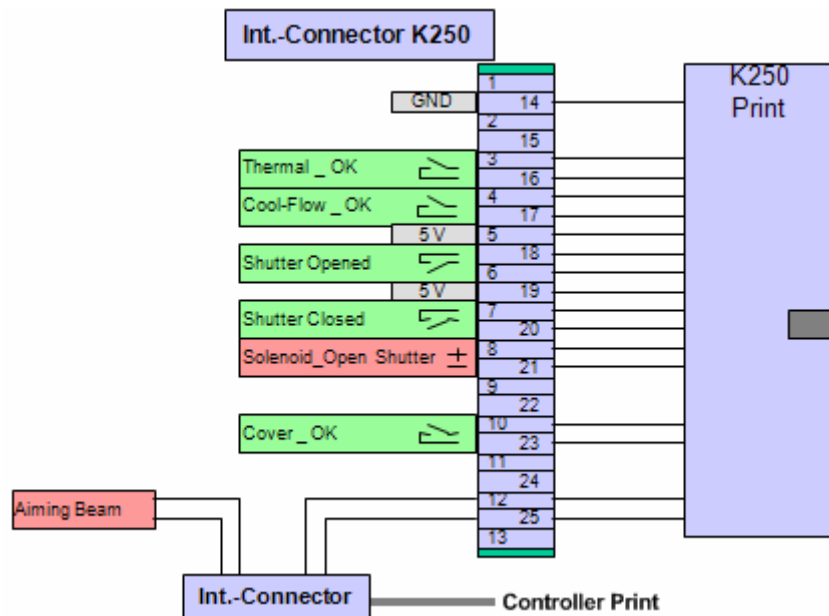 Int.-Connector K250
K250
Print
1
GND
14
2
15
Thermal _ OK
3
16
Cool-Flow _ OK
4
17
5 V
5
18
Shutter Opened
6
5 V
19
7
Shutter Closed
20
8
Solenoid_Open Shutter ±
21
9
22
10
Cover _ OK
23
11
24
12
Aiming Beam
25
13
Int.-Connector
Controller Print